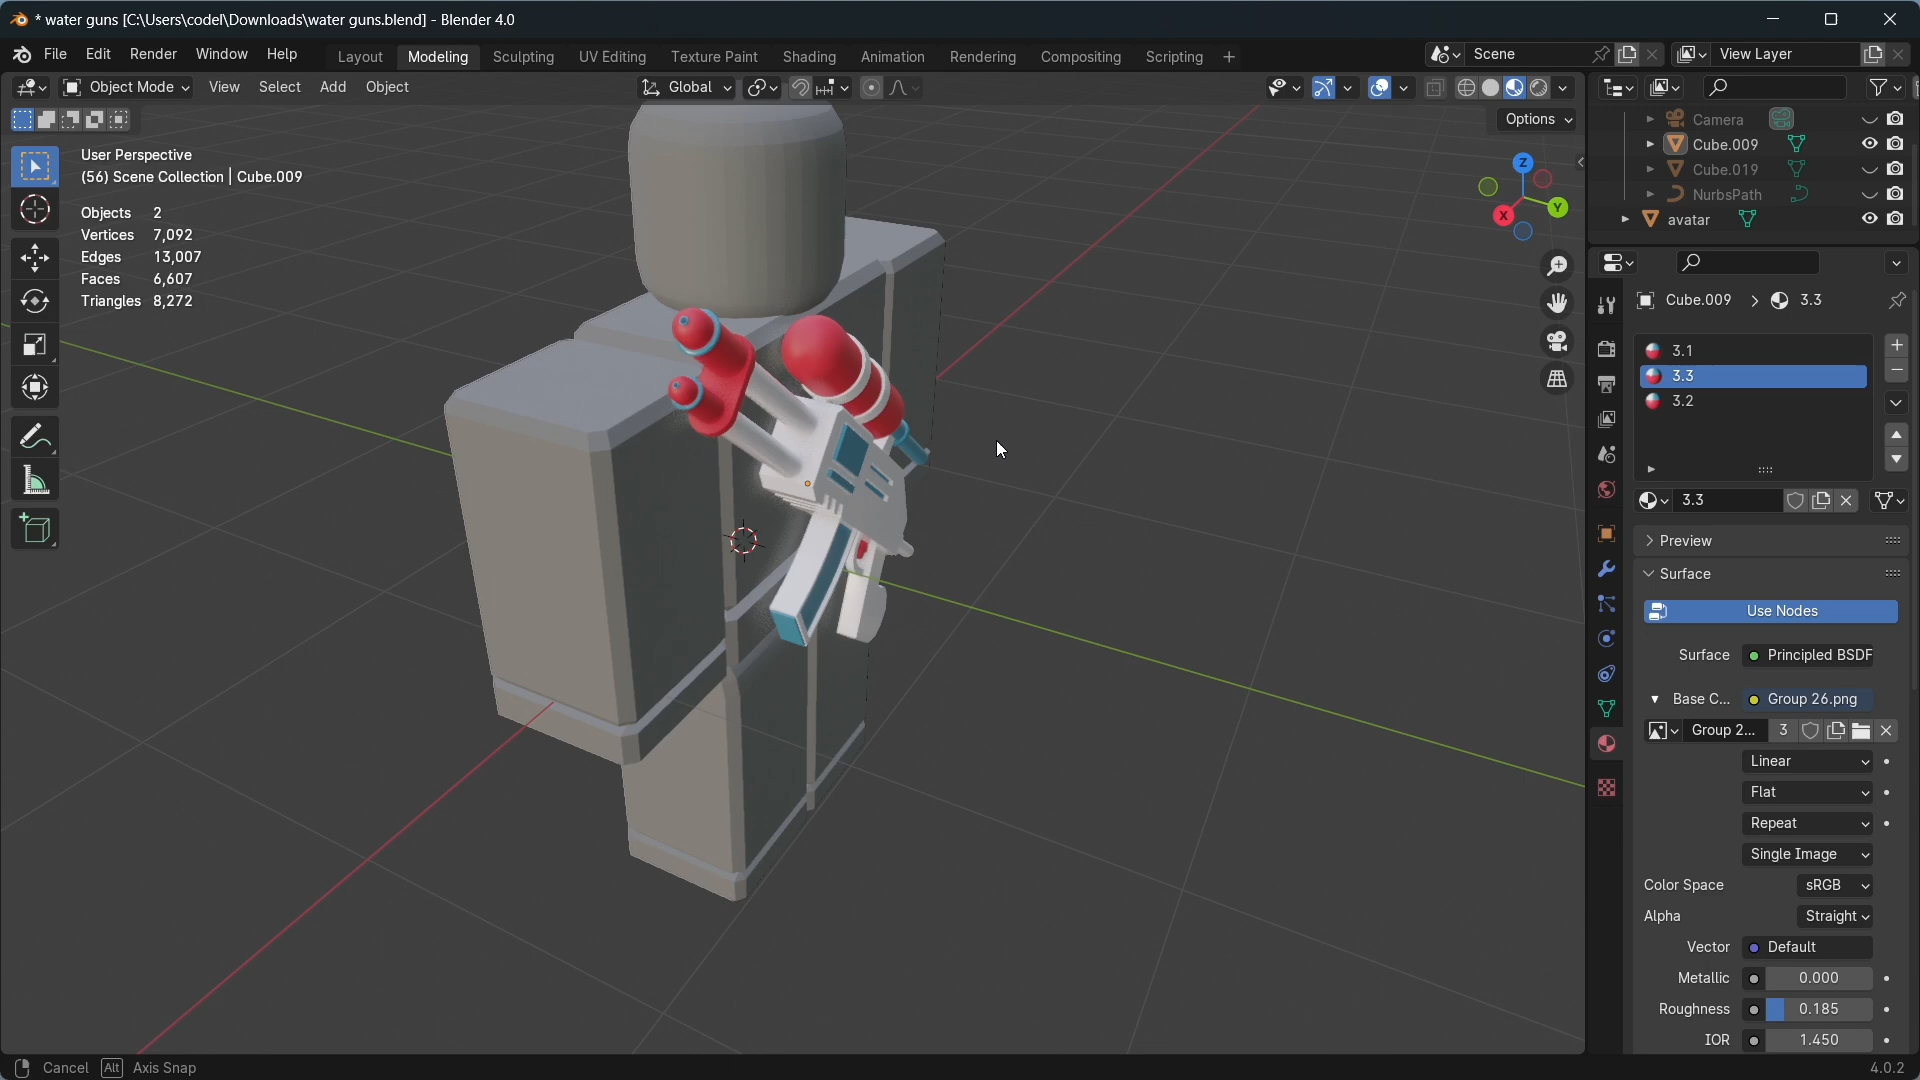 * water guns [C:\Users\codel\Downloads\water guns.blend] - Blender 4.0
File Edit Render Window Help Layout Modeling Sculpting UV Editing Texture Paint Shading Animation Rendering Compositing Scripting + Scene View Layer
Object Mode View Select Add Object Global
Options
User Perspective
(56) Scene Collection | Cube.009
Objects 2
Vertices 7,092
Edges 13,007
Faces 6,607
Triangles 8,272
Z
Y
X
Camera
Cube.009
Cube.019
NurbsPath
avatar
Cube.009 > 3.3
3.1
3.3
3.2
3.3
Preview
Surface
Use Nodes
Surface Principled BSDF
Base C... Group 26.png
Group 2... 3
Linear
Flat
Repeat
Single Image
Color Space sRGB
Alpha Straight
Vector Default
Metallic 0.000
Roughness 0.185
IOR 1.450
Cancel Alt Axis Snap 4.0.2